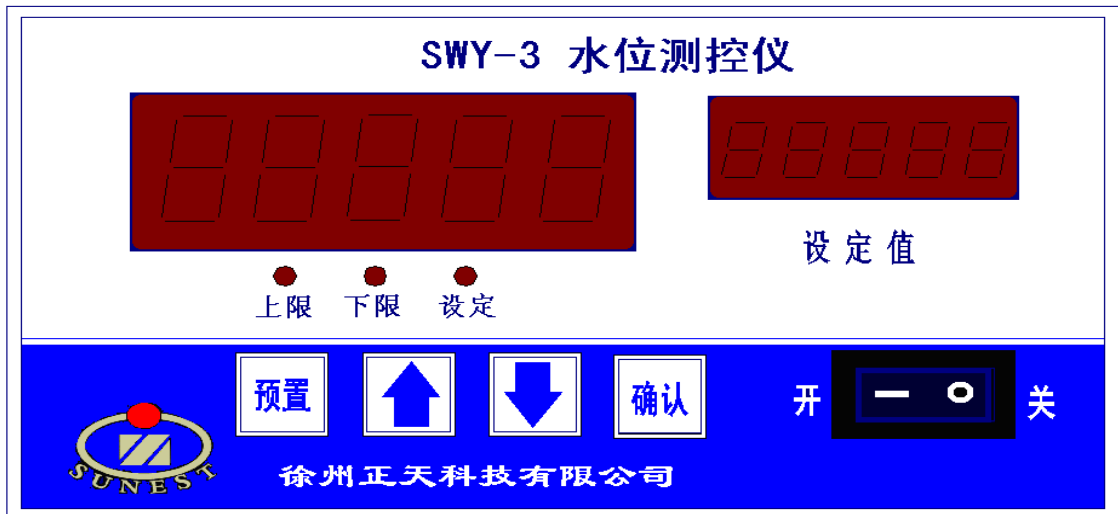 SWY-3 水位测控仪
设定值
上限 下限 设定
预置 确认 开 关
SUNEST
徐州正天科技有限公司